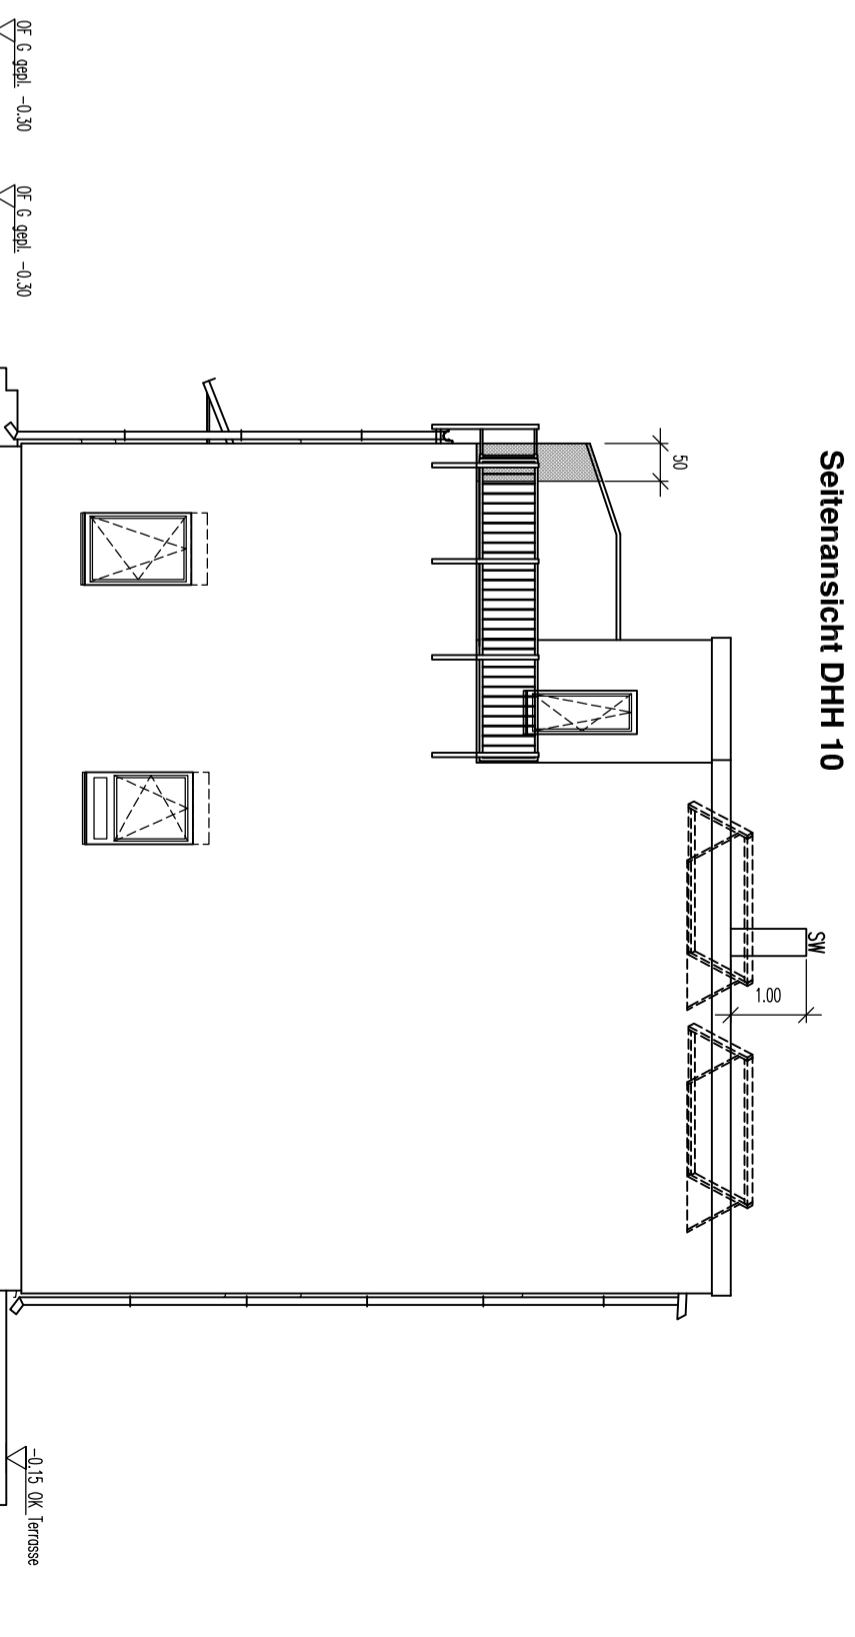 Seitenansicht DHH 10
SW
1.00
50
OF G gepl. -0.30
OF G gepl. -0.30
-0.15 OK Terrasse